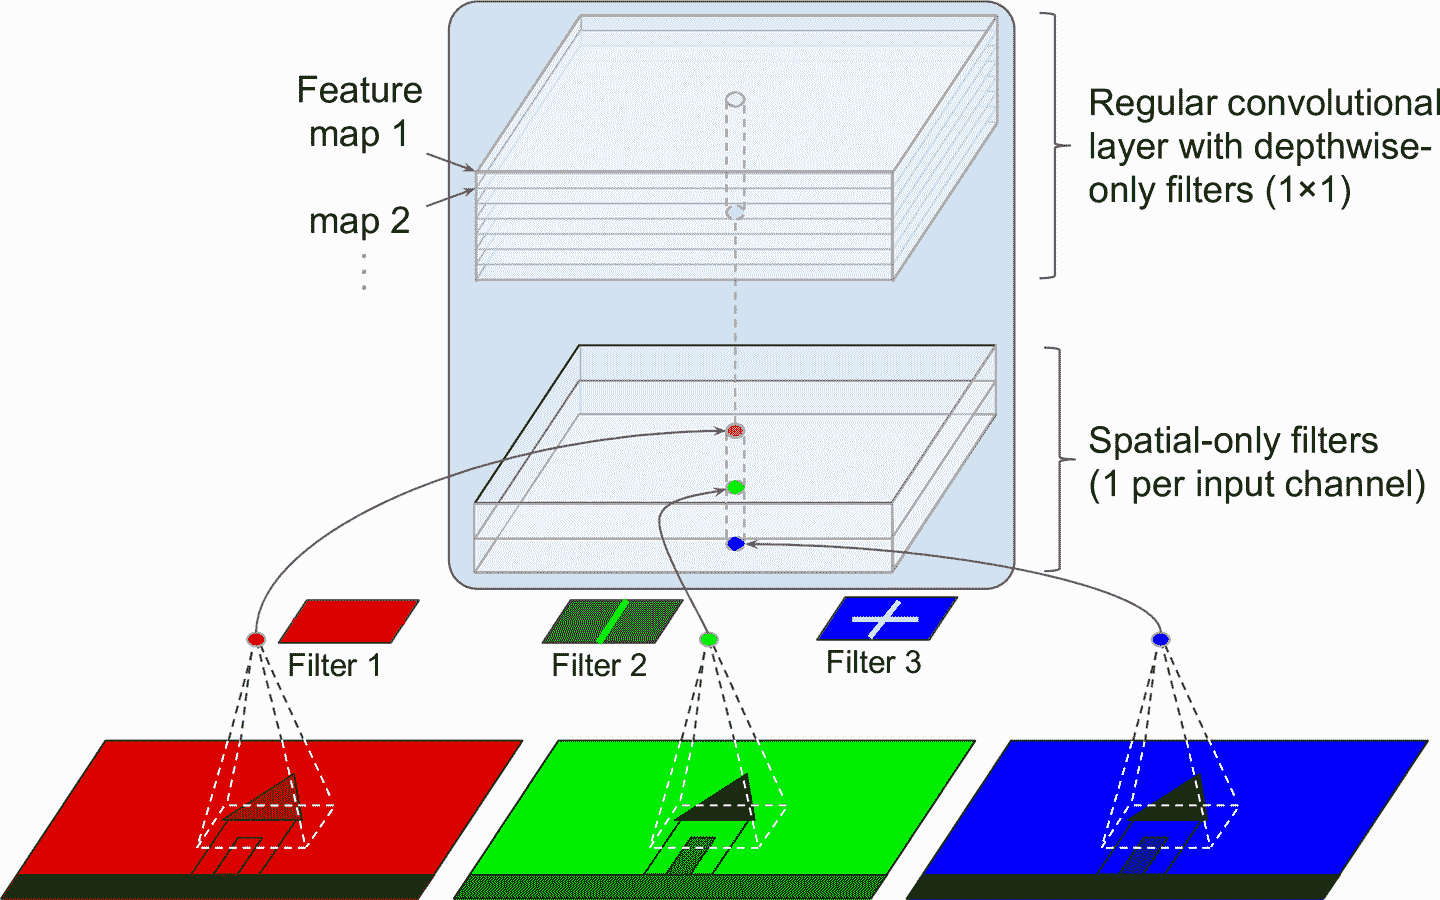 Feature
map 1
map 2
Regular convolutional
layer with depthwise-
only filters (1×1)
Spatial-only filters
(1 per input channel)
Filter 1
Filter 2
Filter 3